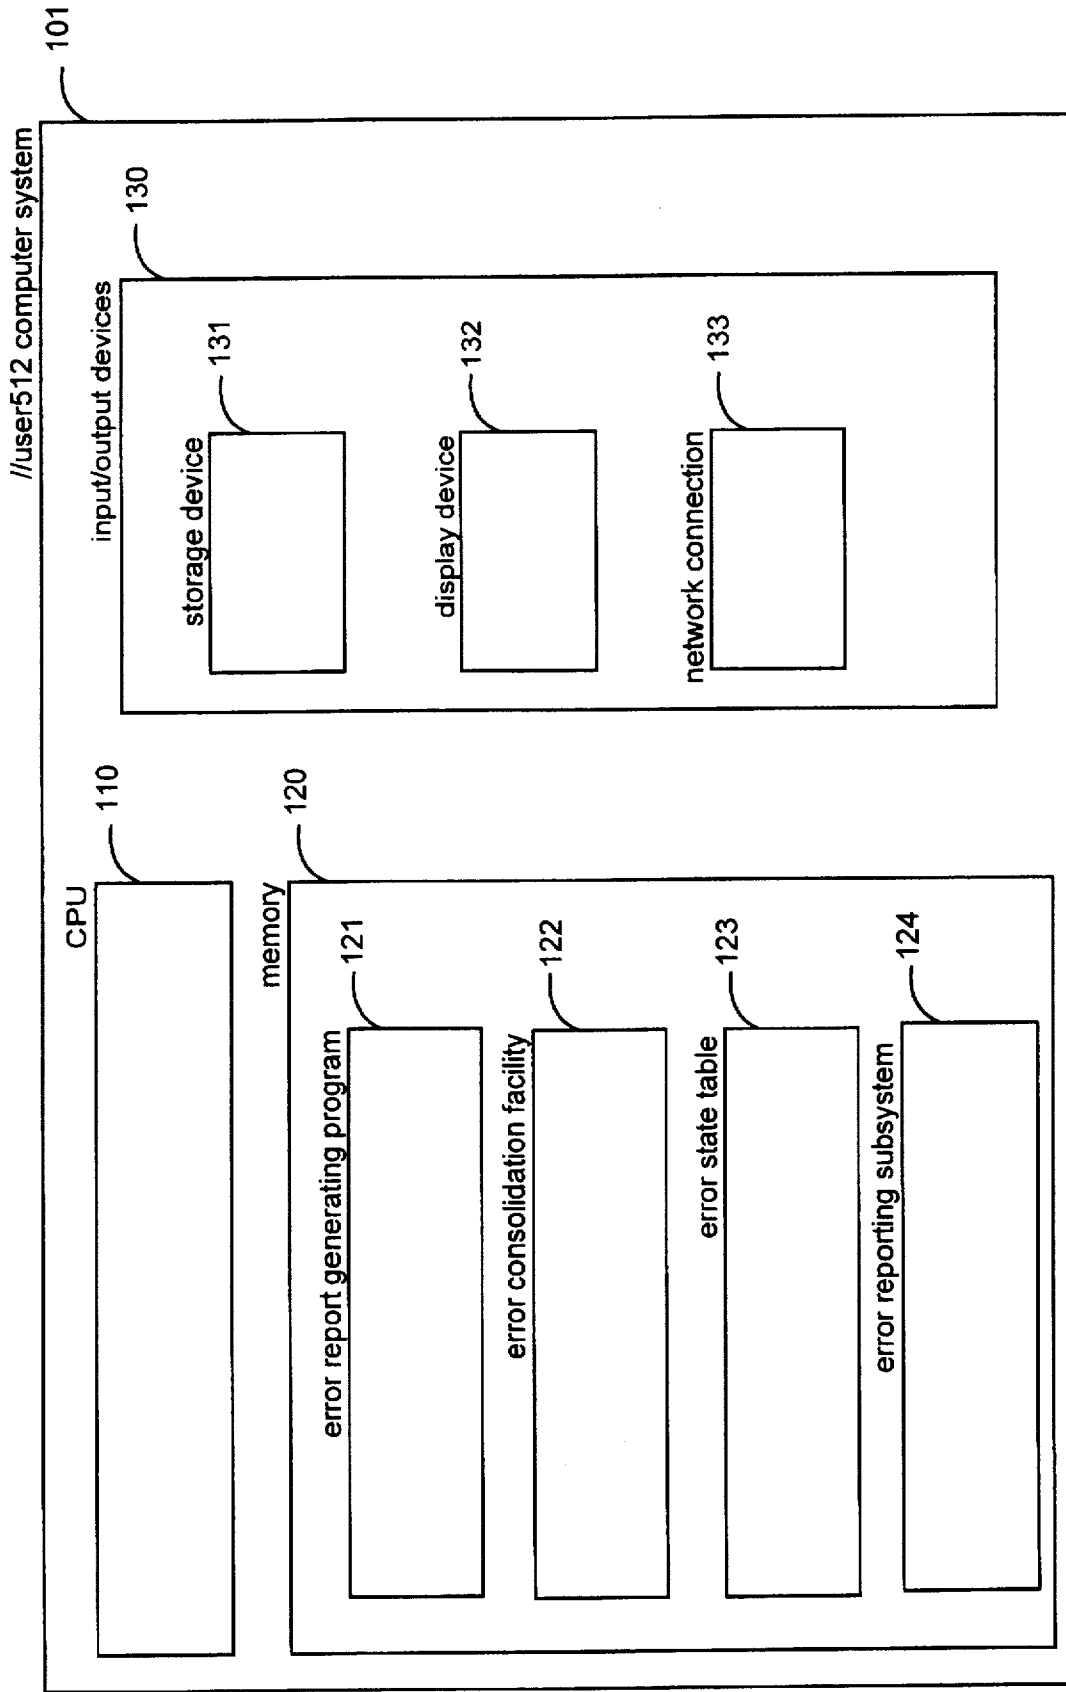 //user512 computer system
101
CPU
110
memory
120
error report generating program
121
error consolidation facility
122
error state table
123
error reporting subsystem
124
input/output devices
130
storage device
131
display device
132
network connection
133